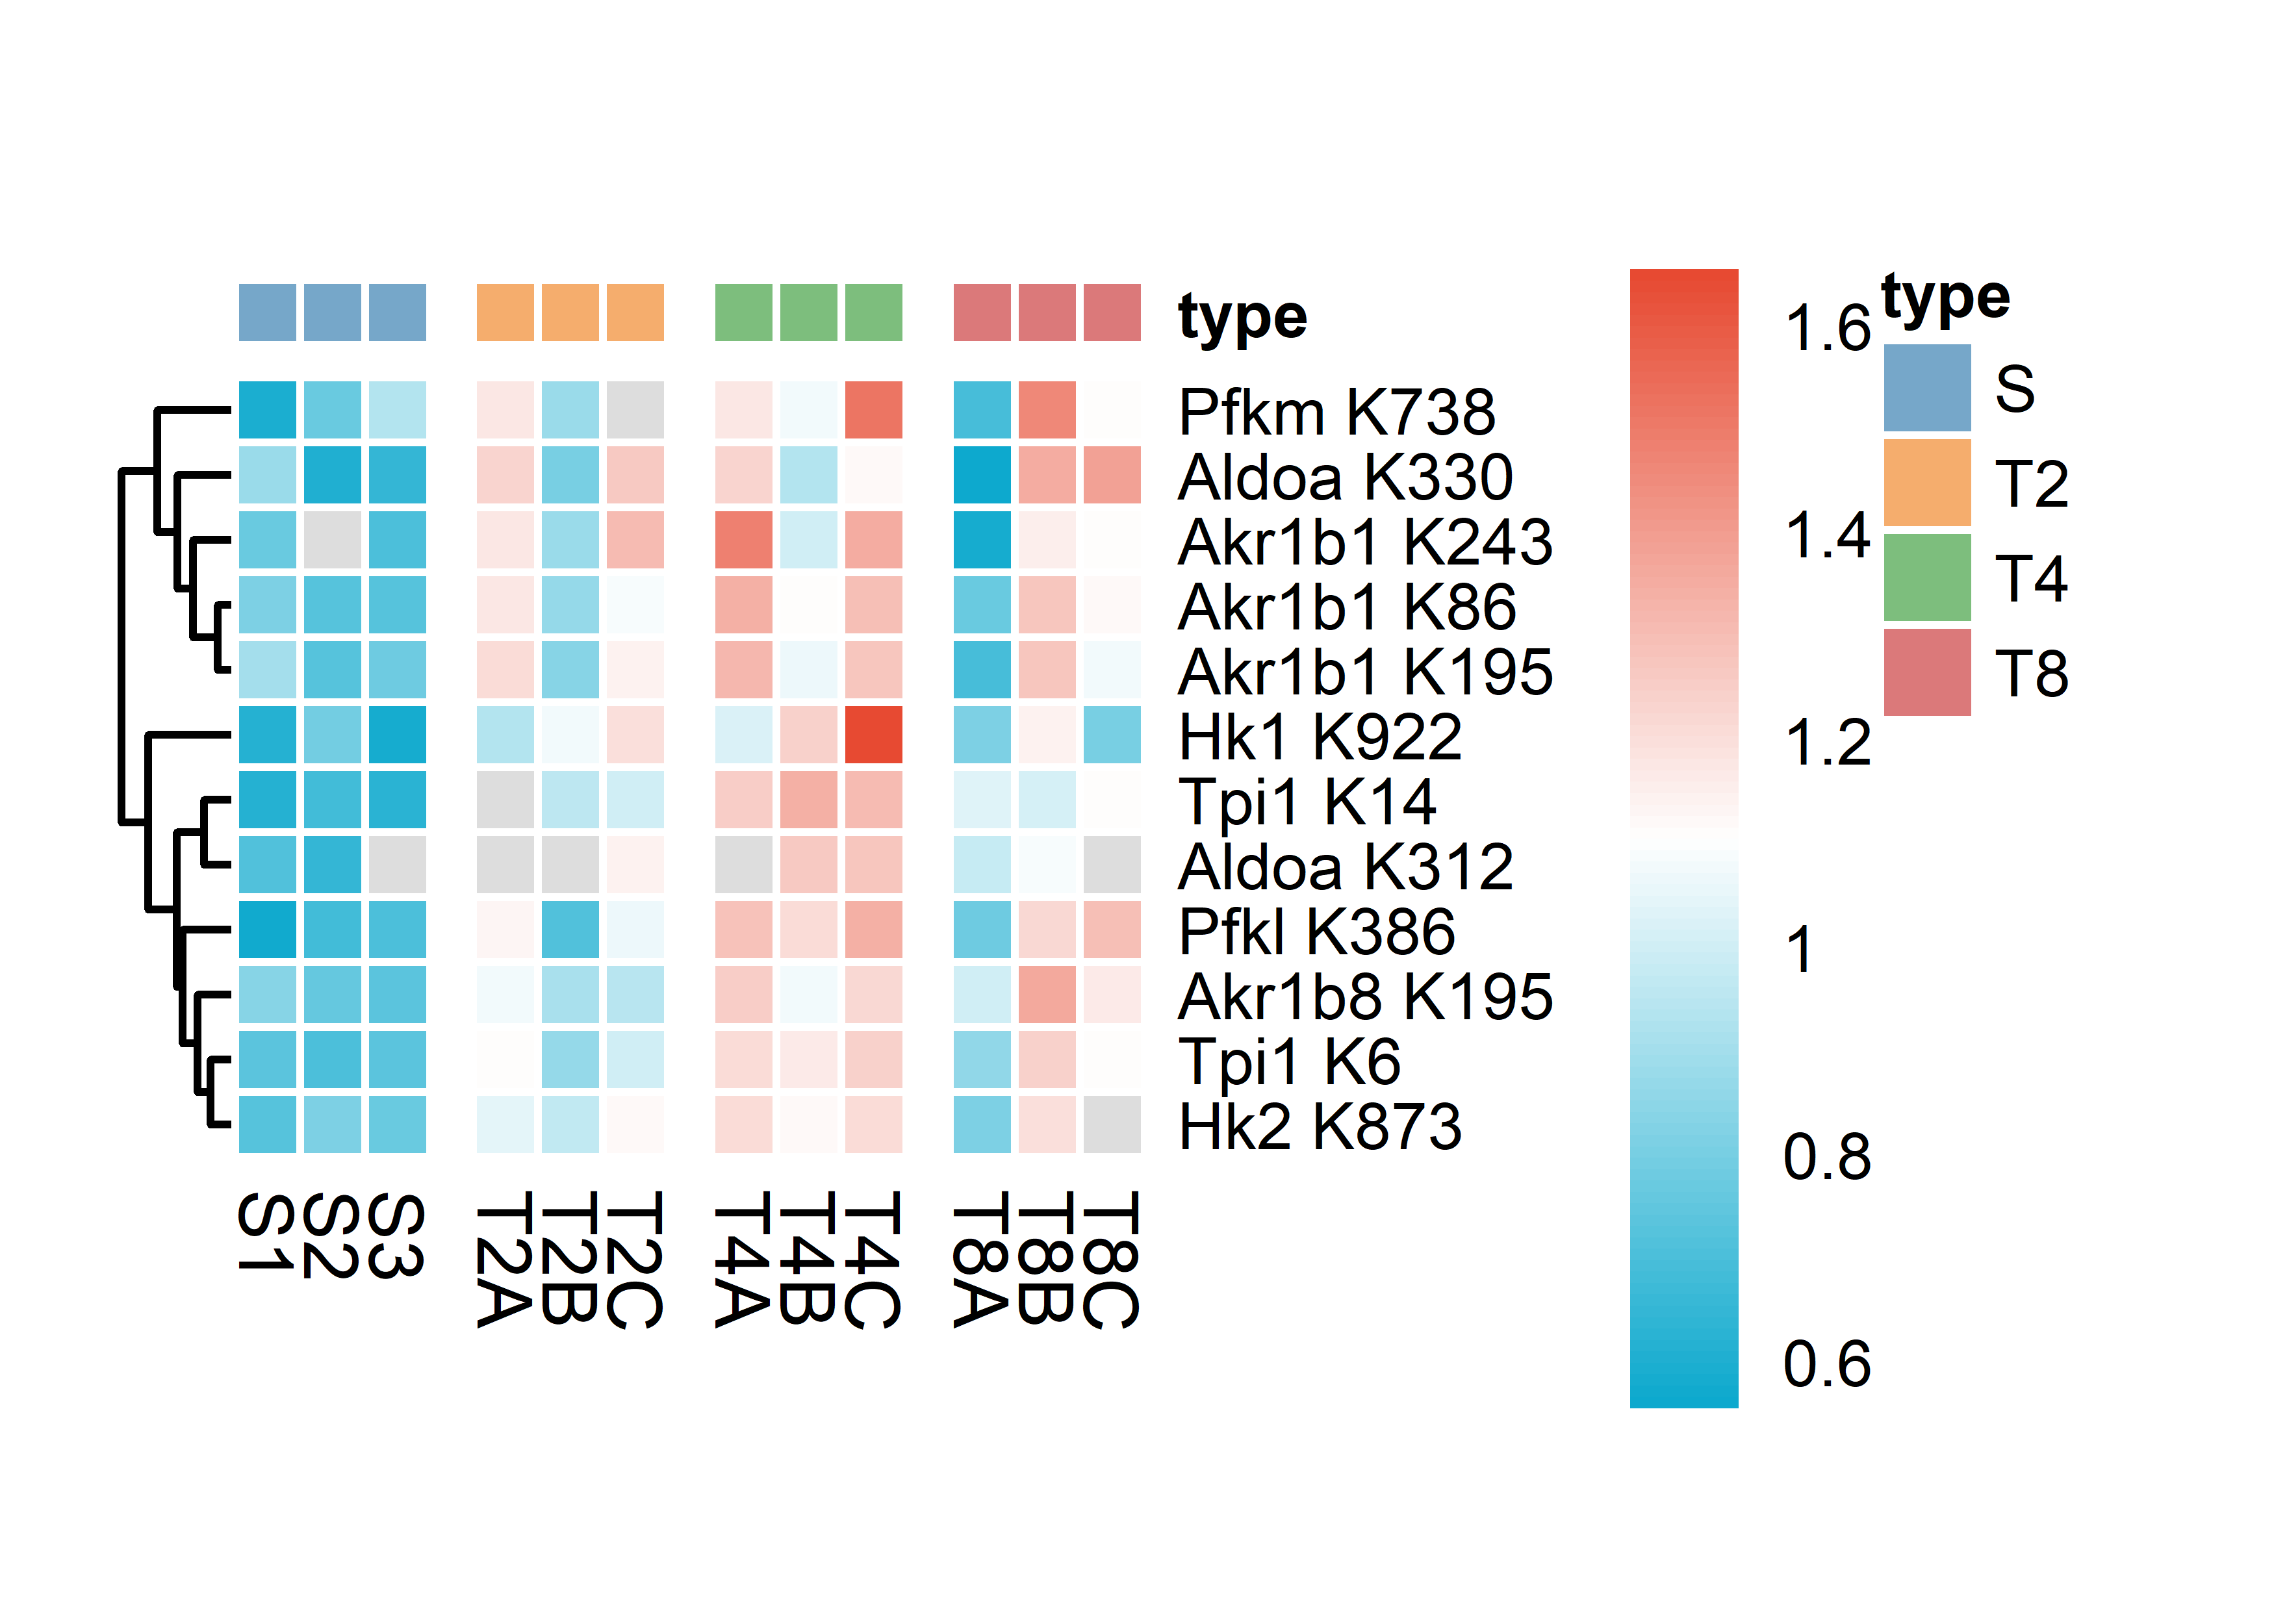 type
Pfkm K738
Aldoa K330
Akr1b1 K243
Akr1b1 K86
Akr1b1 K195
Hk1 K922
Tpi1 K14
Aldoa K312
Pfkl K386
Akr1b8 K195
Tpi1 K6
Hk2 K873
S1
S2
S3
T2A
T2B
T2C
T4A
T4B
T4C
T8A
T8B
T8C
1.6
1.4
1.2
1
0.8
0.6
type
S
T2
T4
T8